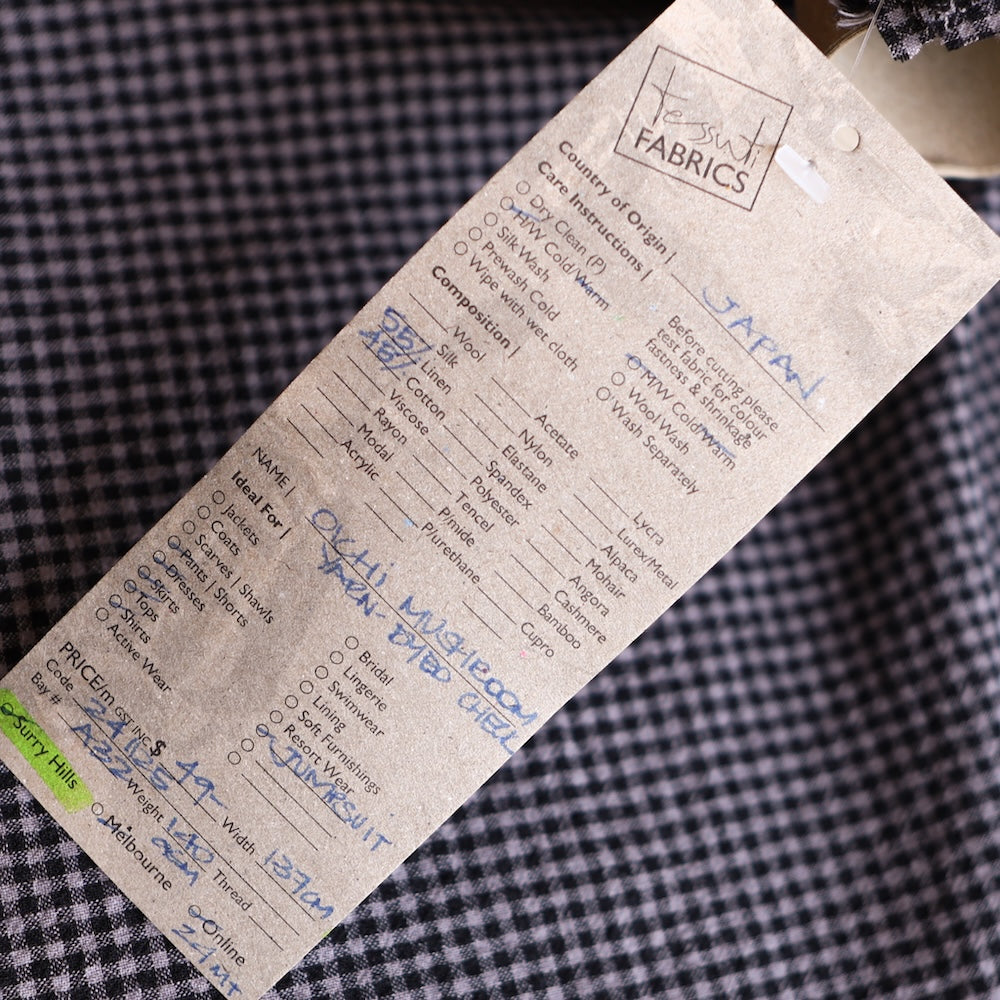 tessuti
FABRICS
Country of Origin | JAPAN
Care Instructions |
Dry Clean (P)
H/W Cold/Warm
Silk Wash
Prewash Cold
Wipe with wet cloth
Before cutting please
test fabric for colour
fastness & shrinkage
M/W Cold/Warm
Wool Wash
Wash Separately
Composition |
Wool
Silk
55% Linen
45% Cotton
Viscose
Rayon
Modal
Acrylic
Acetate
Nylon
Elastane
Spandex
Polyester
Tencel
P/mide
P/urethane
Lycra
Lurex/Metal
Alpaca
Mohair
Angora
Cashmere
Bamboo
Cupro
NAME | OVCHI MUSHROOM
YARN-DYED CHECK
Ideal For |
Jackets
Coats
Scarves | Shawls
Pants | Shorts
Dresses
Skirts
Tops
Shirts
Active Wear
Bridal
Lingerie
Swimwear
Lining
Soft Furnishings
Resort Wear
JUMPSUIT
PRICE/m GST INC $ 49- Width 137cm
Code 241125 Weight 140 gsm Thread
Bay # A32
Surry Hills
Melbourne
Online